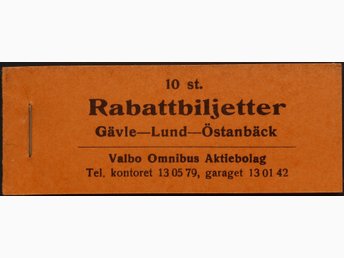 10 st.
Rabattbiljetter
Gävle—Lund—Östanbäck
Valbo Omnibus Aktiebolag
Tel. kontoret 13 05 79, garaget 13 01 42